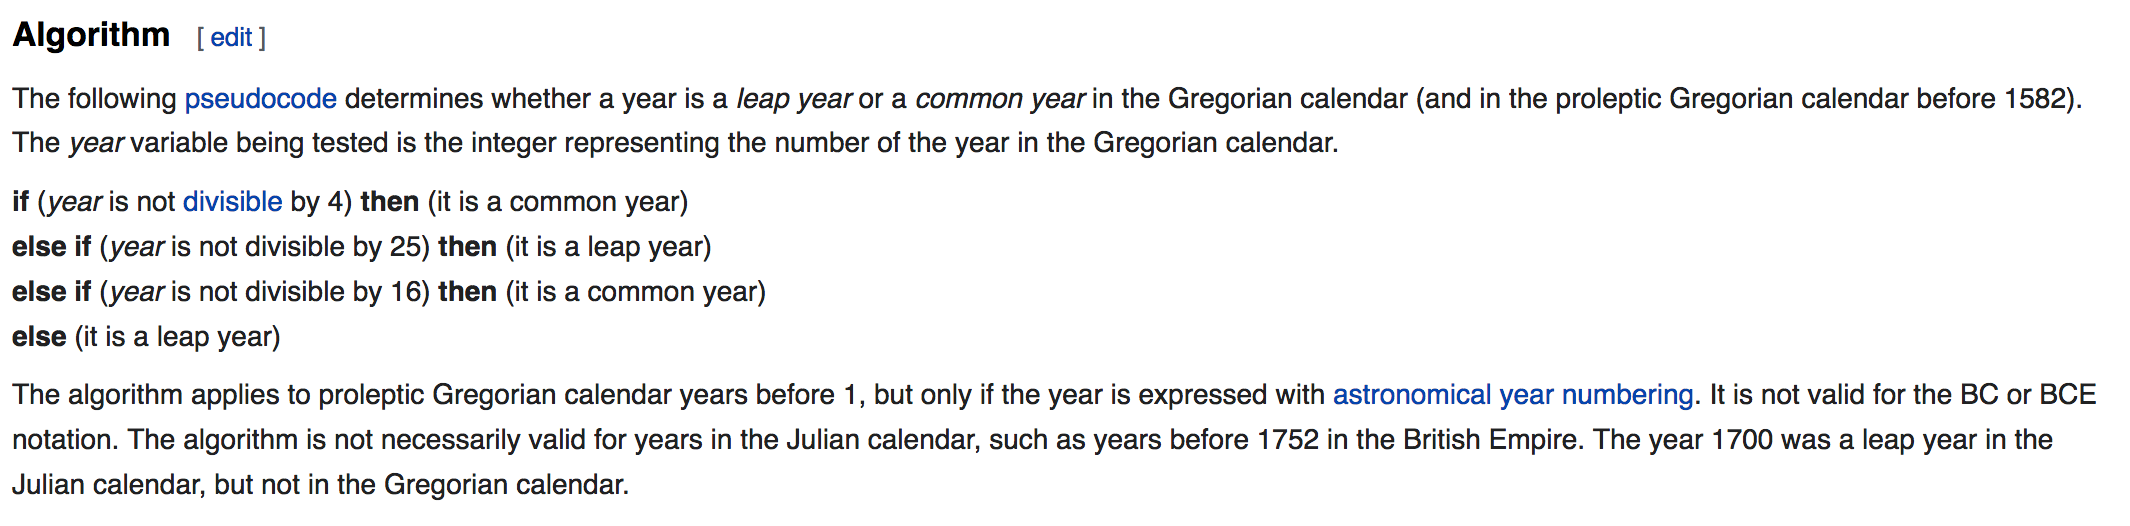 Algorithm [ edit ]
The following pseudocode determines whether a year is a leap year or a common year in the Gregorian calendar (and in the proleptic Gregorian calendar before 1582).
The year variable being tested is the integer representing the number of the year in the Gregorian calendar.
if (year is not divisible by 4) then (it is a common year)
else if (year is not divisible by 25) then (it is a leap year)
else if (year is not divisible by 16) then (it is a common year)
else (it is a leap year)
The algorithm applies to proleptic Gregorian calendar years before 1, but only if the year is expressed with astronomical year numbering. It is not valid for the BC or BCE
notation. The algorithm is not necessarily valid for years in the Julian calendar, such as years before 1752 in the British Empire. The year 1700 was a leap year in the
Julian calendar, but not in the Gregorian calendar.